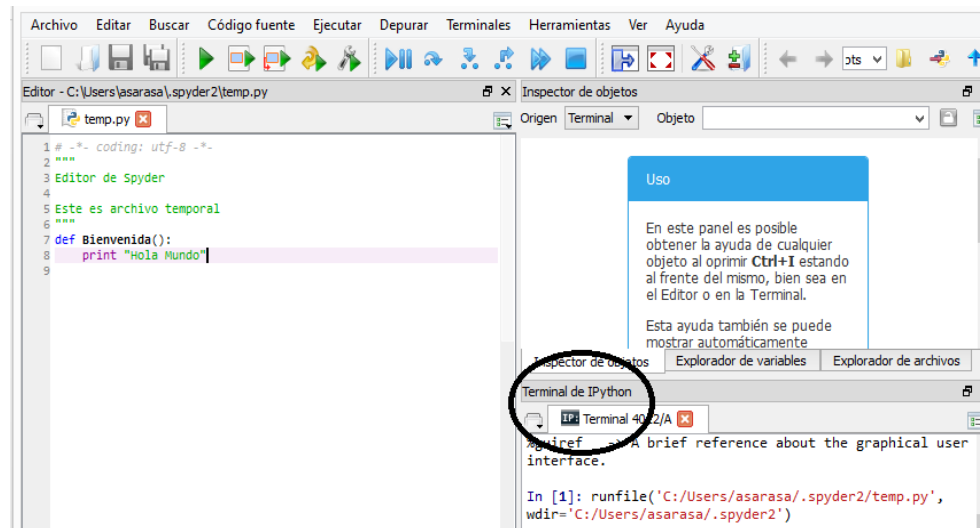 Archivo Editar Buscar Código fuente Ejecutar Depurar Terminales Herramientas Ver Ayuda
Editor - C:\Users\asarasa\.spyder2\temp.py
temp.py
1 # -*- coding: utf-8 -*-
2 """
3 Editor de Spyder
4
5 Este es archivo temporal
6 """
7 def Bienvenida():
8 print "Hola Mundo"
9
Inspector de objetos
Origen Terminal Objeto
Uso
En este panel es posible
obtener la ayuda de cualquier
objeto al oprimir Ctrl+I estando
al frente del mismo, bien sea en
el Editor o en la Terminal.
Esta ayuda también se puede
mostrar automáticamente
Inspector de objetos Explorador de variables Explorador de archivos
Terminal de IPython
IP: Terminal 4022/A
%guiref -> A brief reference about the graphical user
interface.
In [1]: runfile('C:/Users/asarasa/.spyder2/temp.py',
wdir='C:/Users/asarasa/.spyder2')